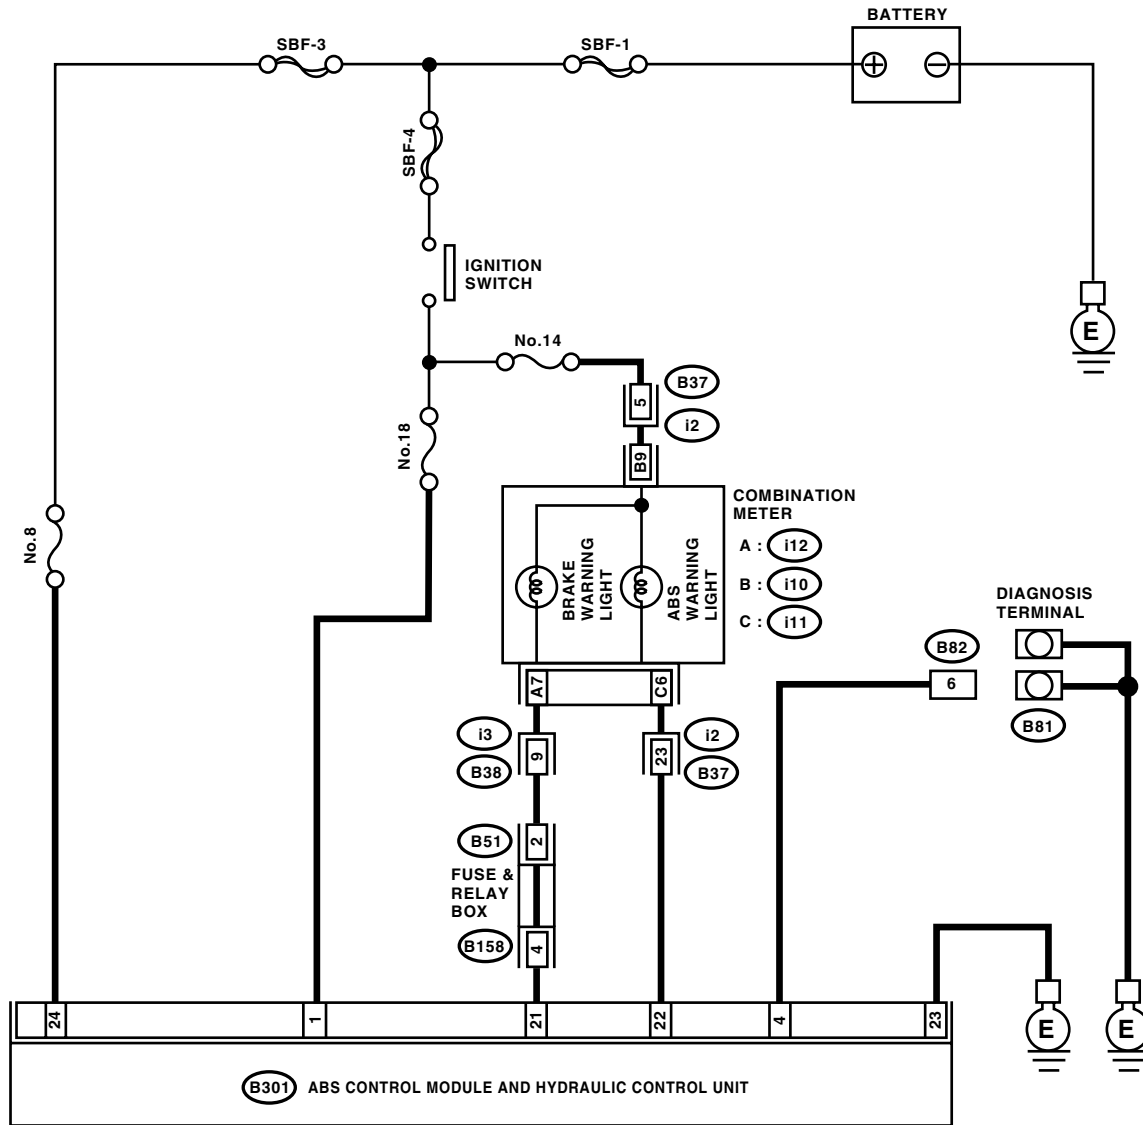 BATTERY
SBF-3
SBF-1
SBF-4
IGNITION
SWITCH
E
No.14
B37
5
i2
No.18
B9
COMBINATION
METER
A : i12
B : i10
C : i11
No.8
BRAKE
WARNING
LIGHT
ABS
WARNING
LIGHT
DIAGNOSIS
TERMINAL
B82
6
B81
A7
C6
i3
9
B38
i2
23
B37
B51
2
FUSE &
RELAY
BOX
B158
4
24
1
21
22
4
23
E
E
B301 ABS CONTROL MODULE AND HYDRAULIC CONTROL UNIT